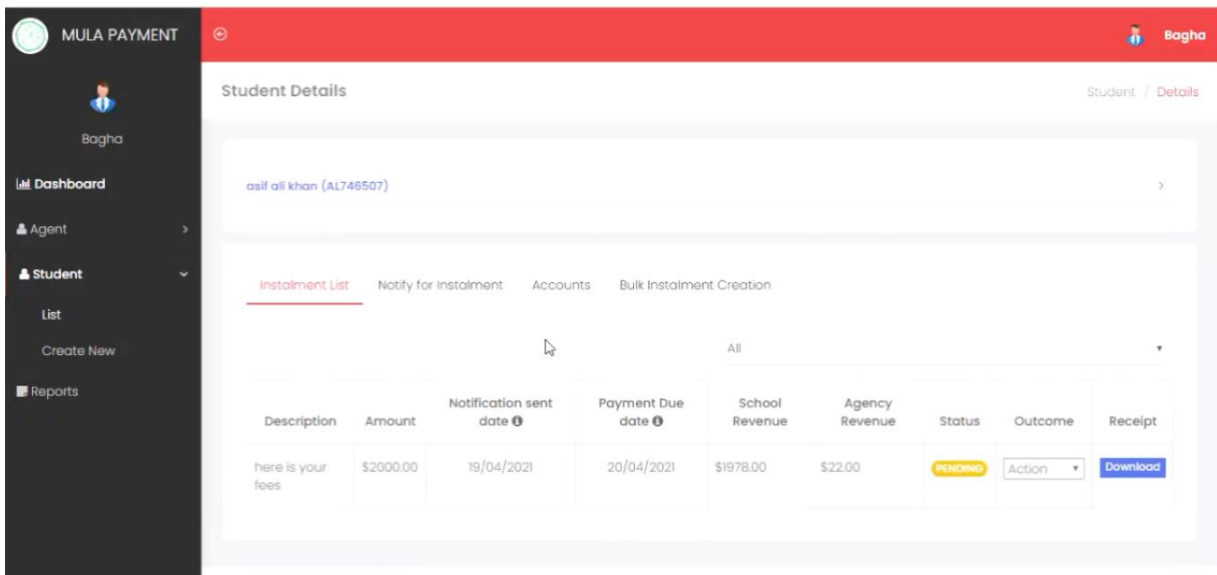 MULA PAYMENT
Bagha
Bagha
Dashboard
Agent
Student
List
Create New
Reports
Student Details
Student / Details
asif ali khan (AL746507)
Instalment List Notify for Instalment Accounts Bulk Instalment Creation
All
Description Amount Notification sent date Payment Due date School Revenue Agency Revenue Status Outcome Receipt
here is your fees $2000.00 19/04/2021 20/04/2021 $1978.00 $22.00 PENDING Action Download